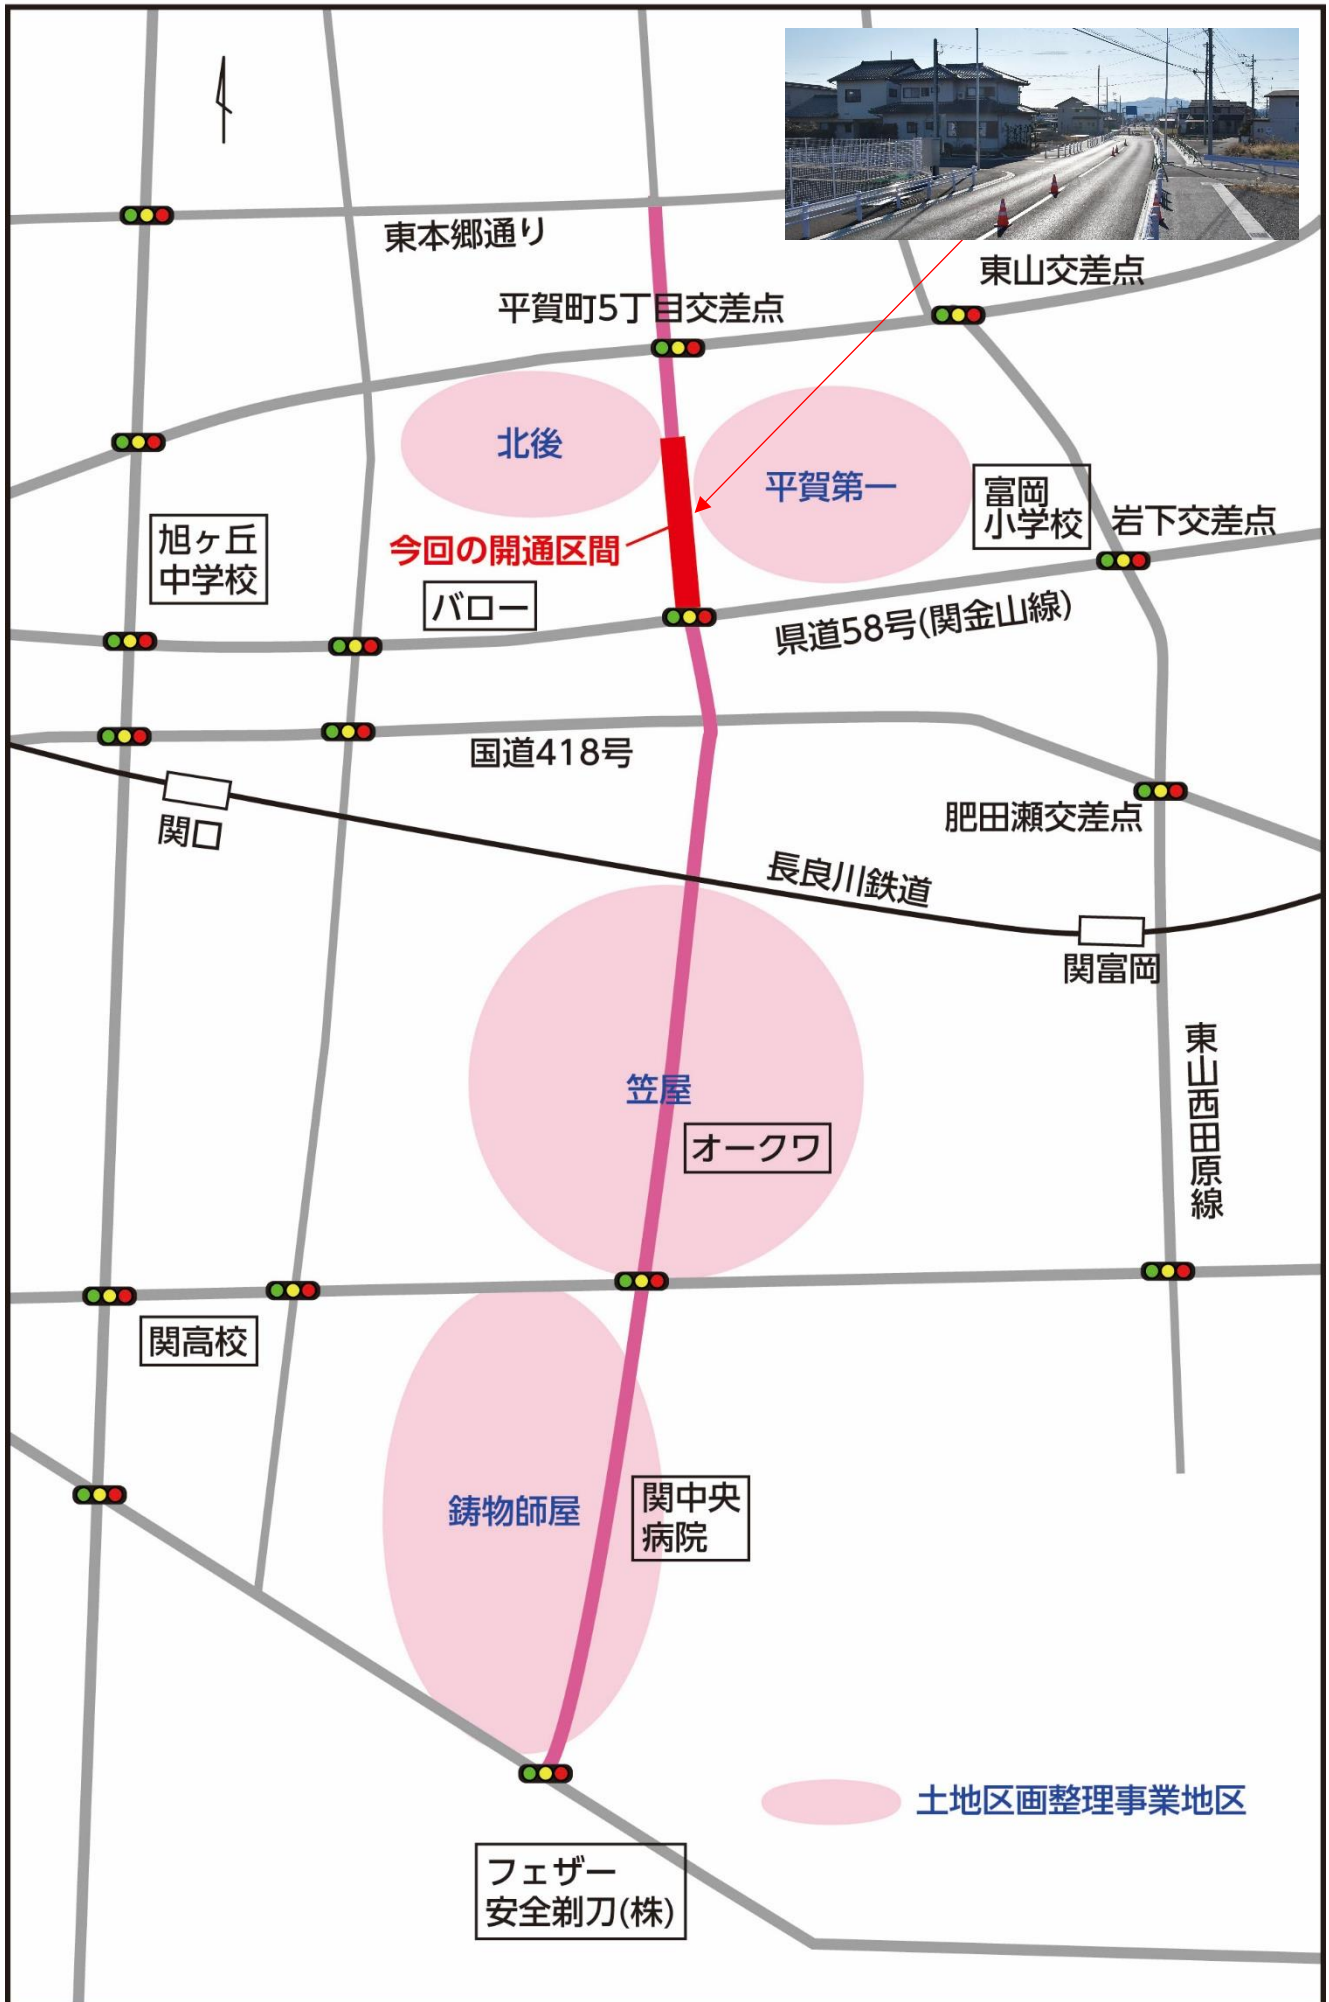 東本郷通り
東山交差点
平賀町5丁目交差点
北後
平賀第一
富岡
小学校
岩下交差点
旭ヶ丘
中学校
今回の開通区間
バロー
県道58号(関金山線)
国道418号
関口
肥田瀬交差点
長良川鉄道
関富岡
東山西田原線
笠屋
オークワ
関高校
鋳物師屋
関中央
病院
土地区画整理事業地区
フェザー
安全剃刀(株)